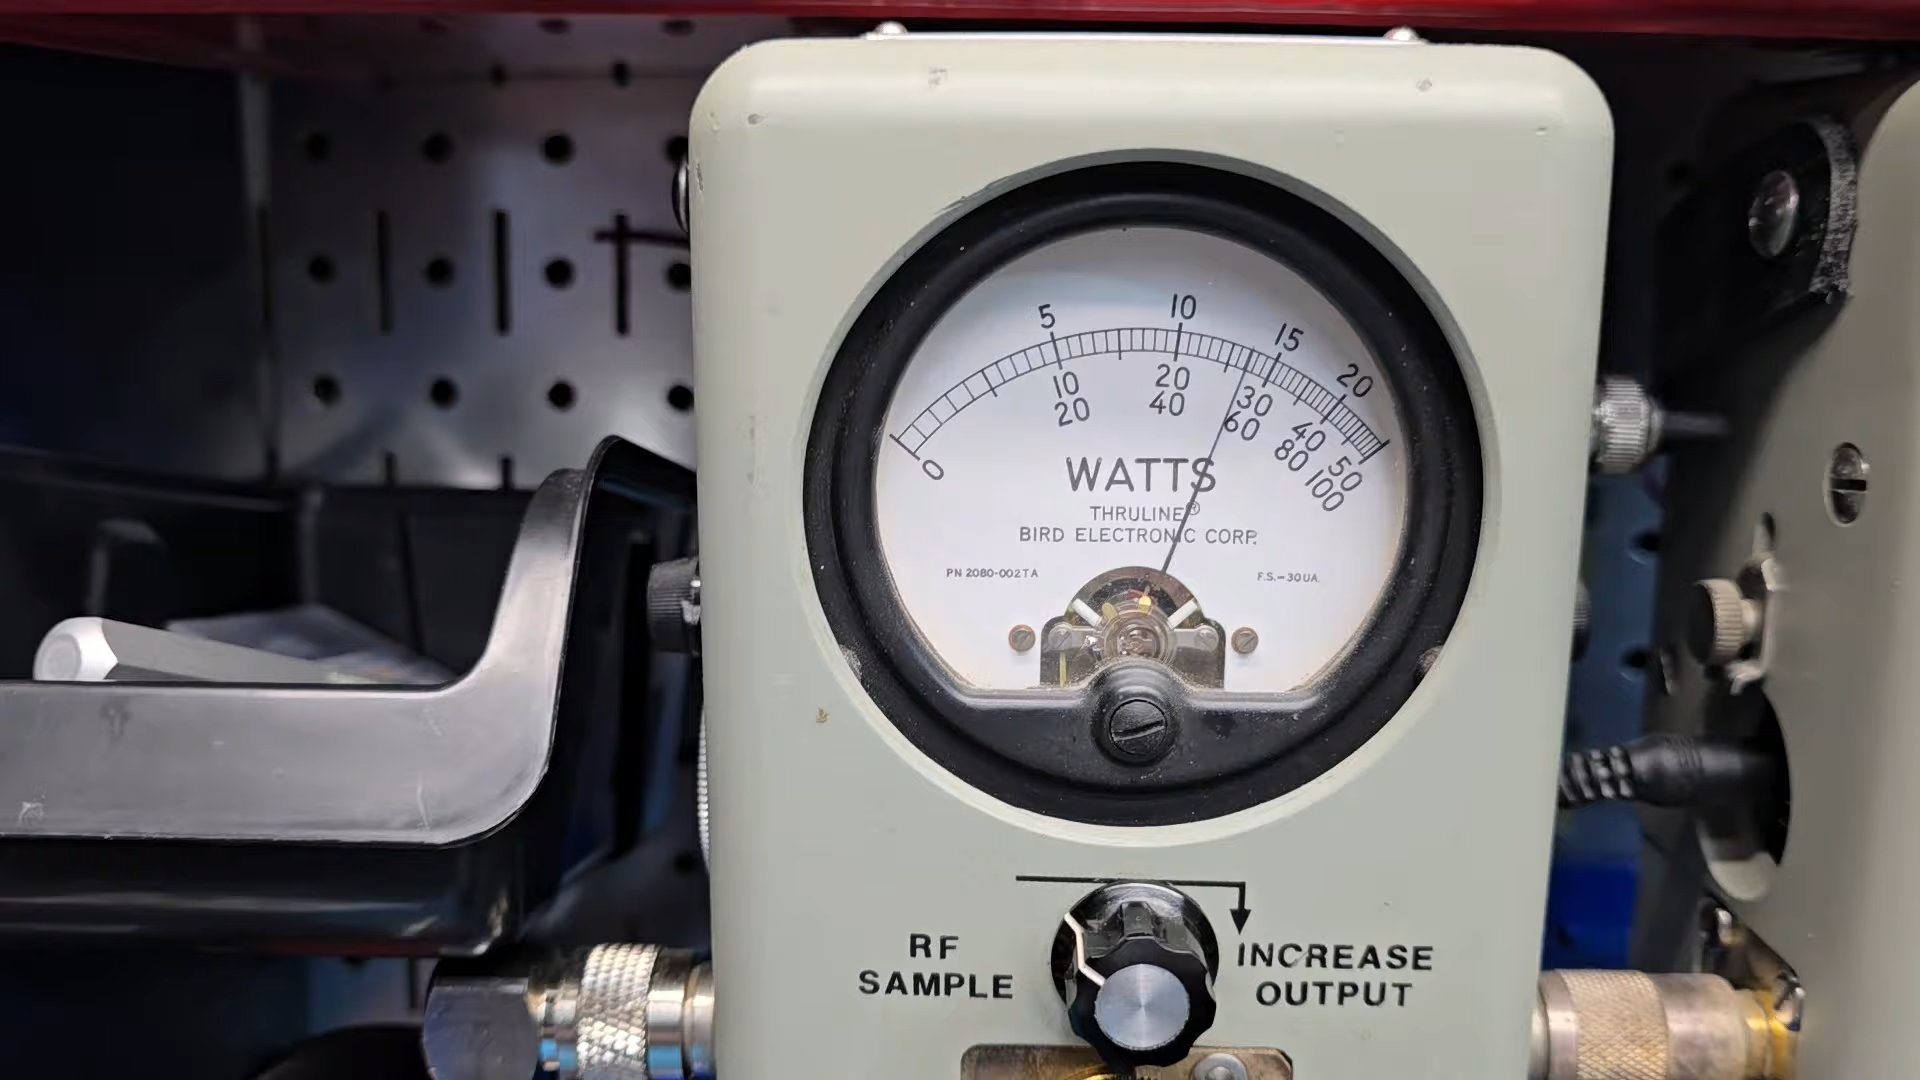 5 10 15 20
10 20 30 40 50
20 40 60 80 100
0
WATTS
THRULINE®
BIRD ELECTRONIC CORP.
PN 2080-002TA F.S.=30UA.
RF
SAMPLE
INCREASE
OUTPUT